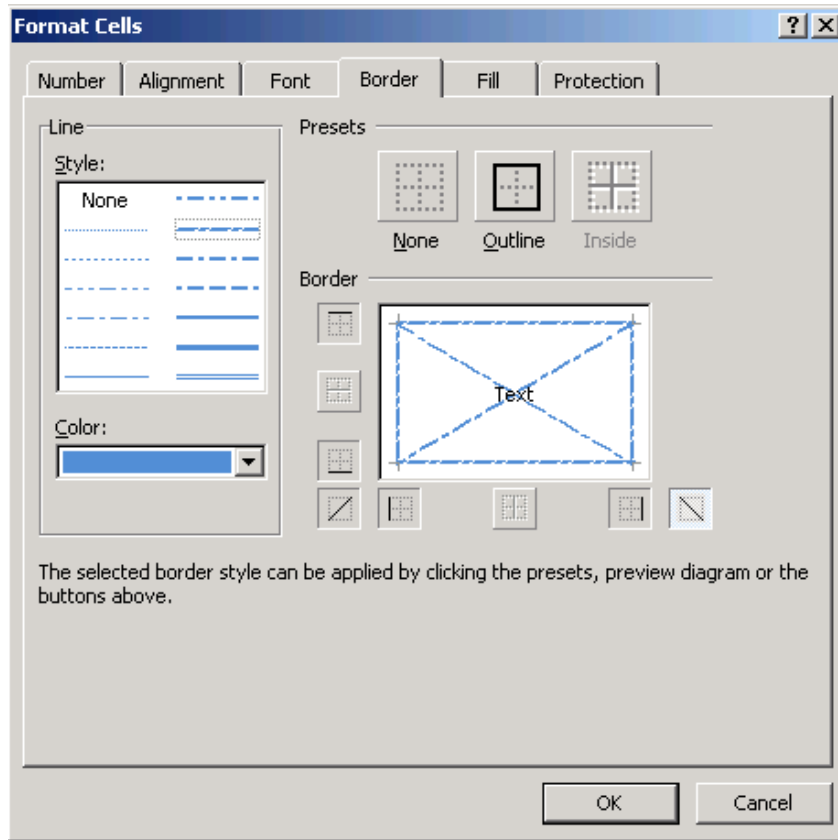 Format Cells
Number Alignment Font Border Fill Protection
Line
Style:
None
Color:
Presets
None Outline Inside
Border
Text
The selected border style can be applied by clicking the presets, preview diagram or the
buttons above.
OK Cancel